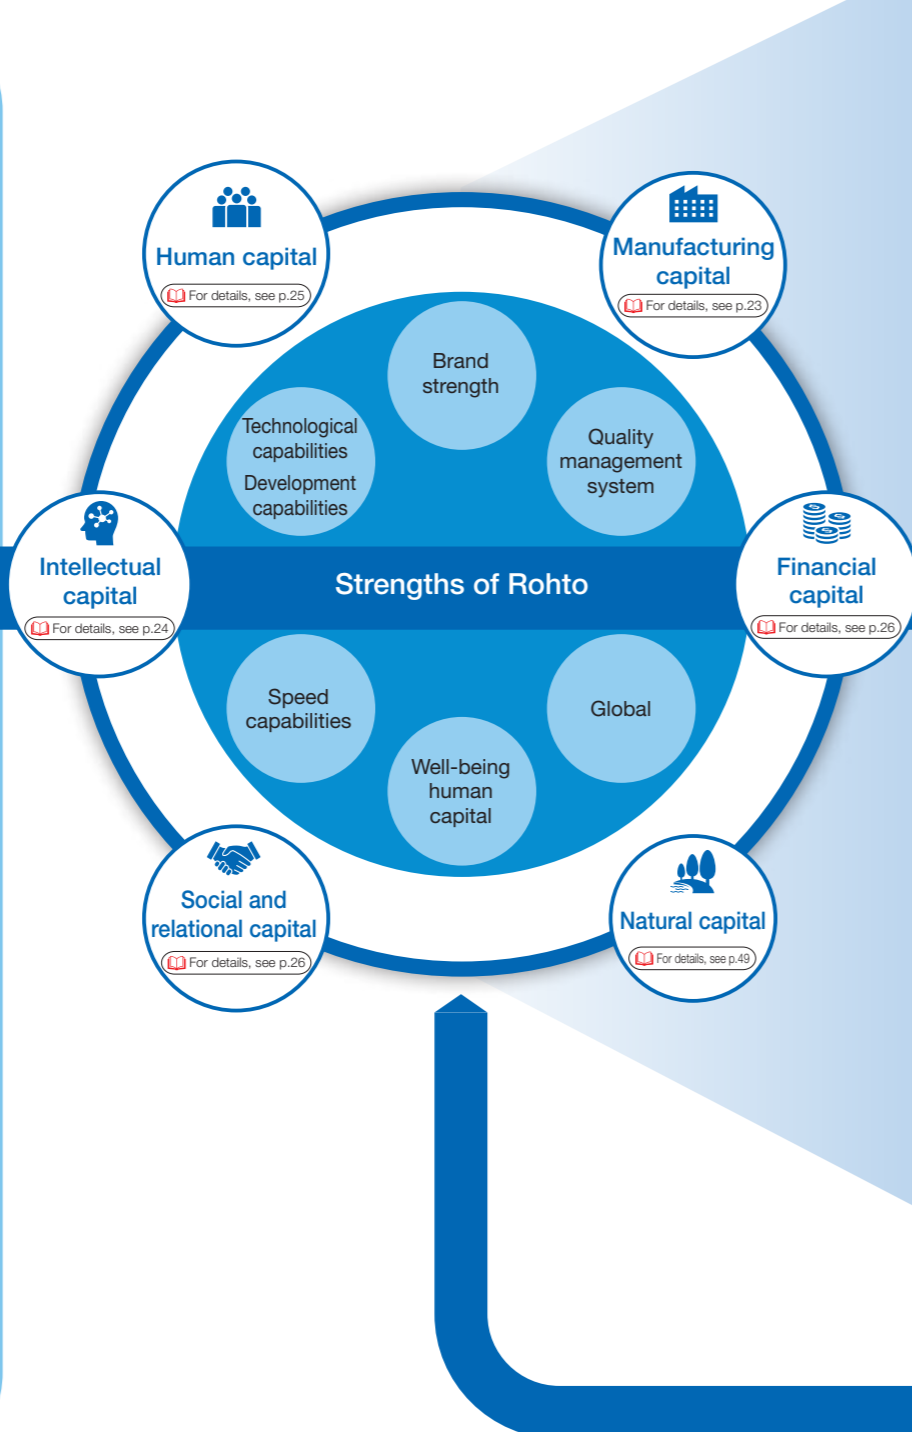 Human capital
For details, see p.25
Manufacturing
capital
For details, see p.23
Brand
strength
Technological
capabilities
Development
capabilities
Quality
management
system
Intellectual
capital
For details, see p.24
Strengths of Rohto
Financial
capital
For details, see p.26
Speed
capabilities
Global
Well-being
human
capital
Social and
relational capital
For details, see p.26
Natural capital
For details, see p.49